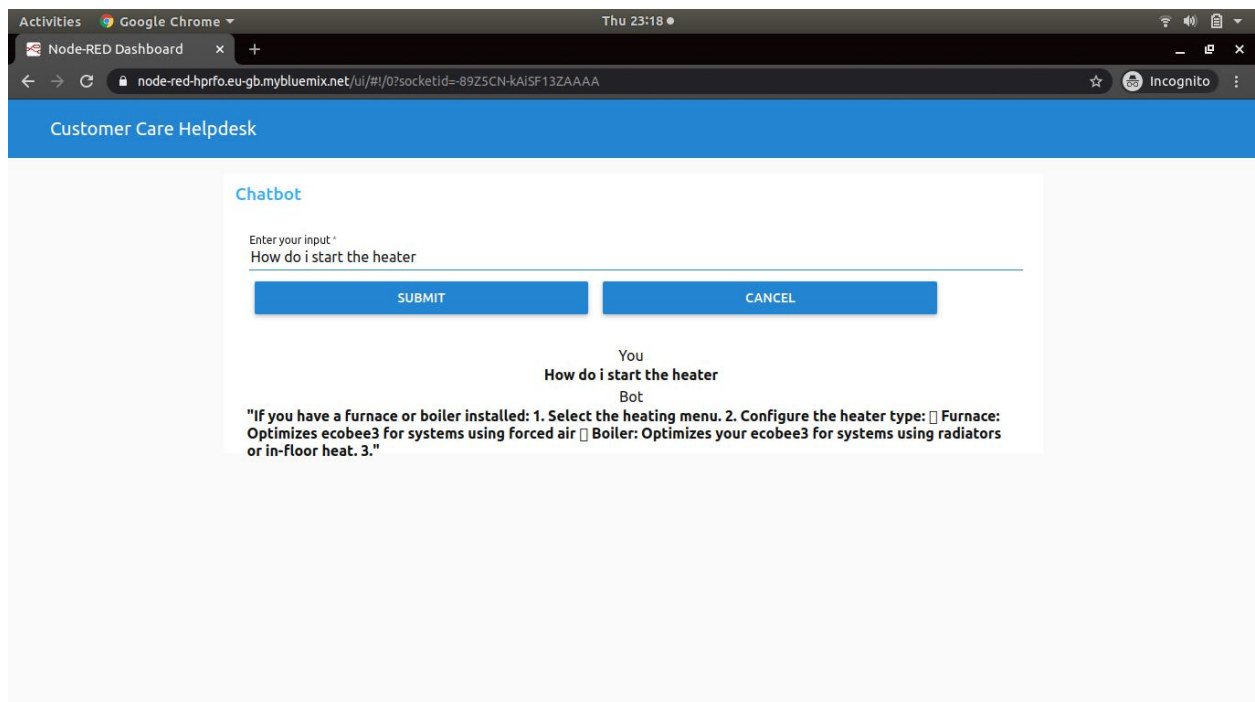 Activities Google Chrome Thu 23:18
Node-RED Dashboard
node-red-hprfo.eu-gb.mybluemix.net/ui/#!/0?socketid=-89Z5CN-kAiSF13ZAAAA Incognito
Customer Care Helpdesk
Chatbot
Enter your input *
How do i start the heater
SUBMIT CANCEL
You
How do i start the heater
Bot
"If you have a furnace or boiler installed: 1. Select the heating menu. 2. Configure the heater type: Furnace:
Optimizes ecobee3 for systems using forced air Boiler: Optimizes your ecobee3 for systems using radiators
or in-floor heat. 3."